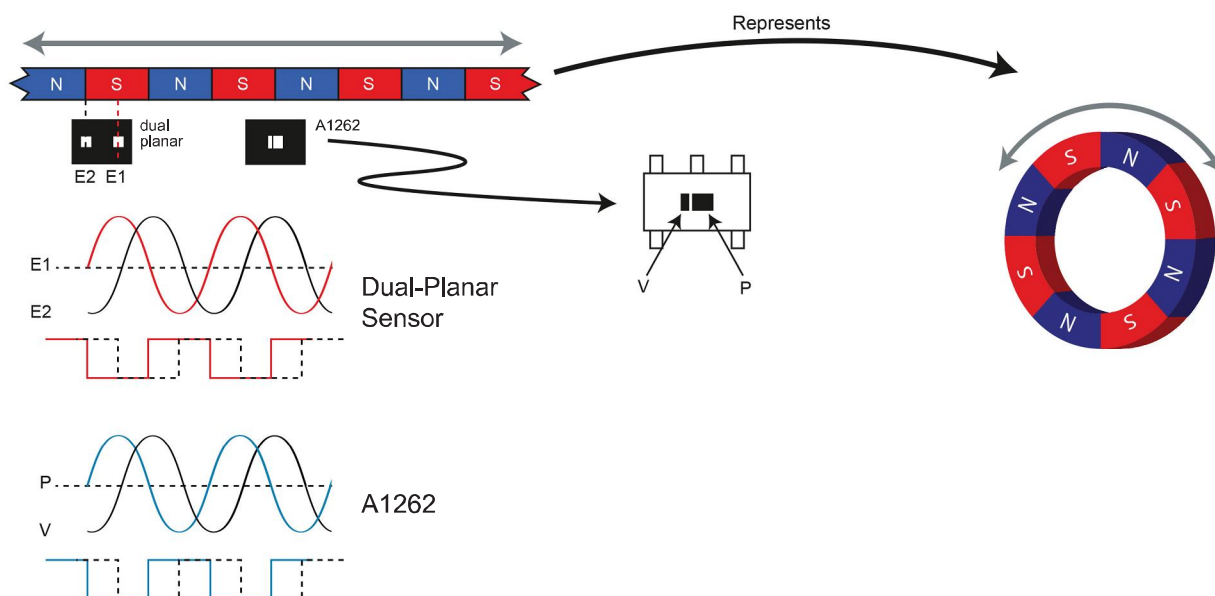 Represents
N S N S N S N S
dual
planar
A1262
E2 E1
V P
E1
E2
Dual-Planar
Sensor
P
V
A1262
S N
N S
S N
N S